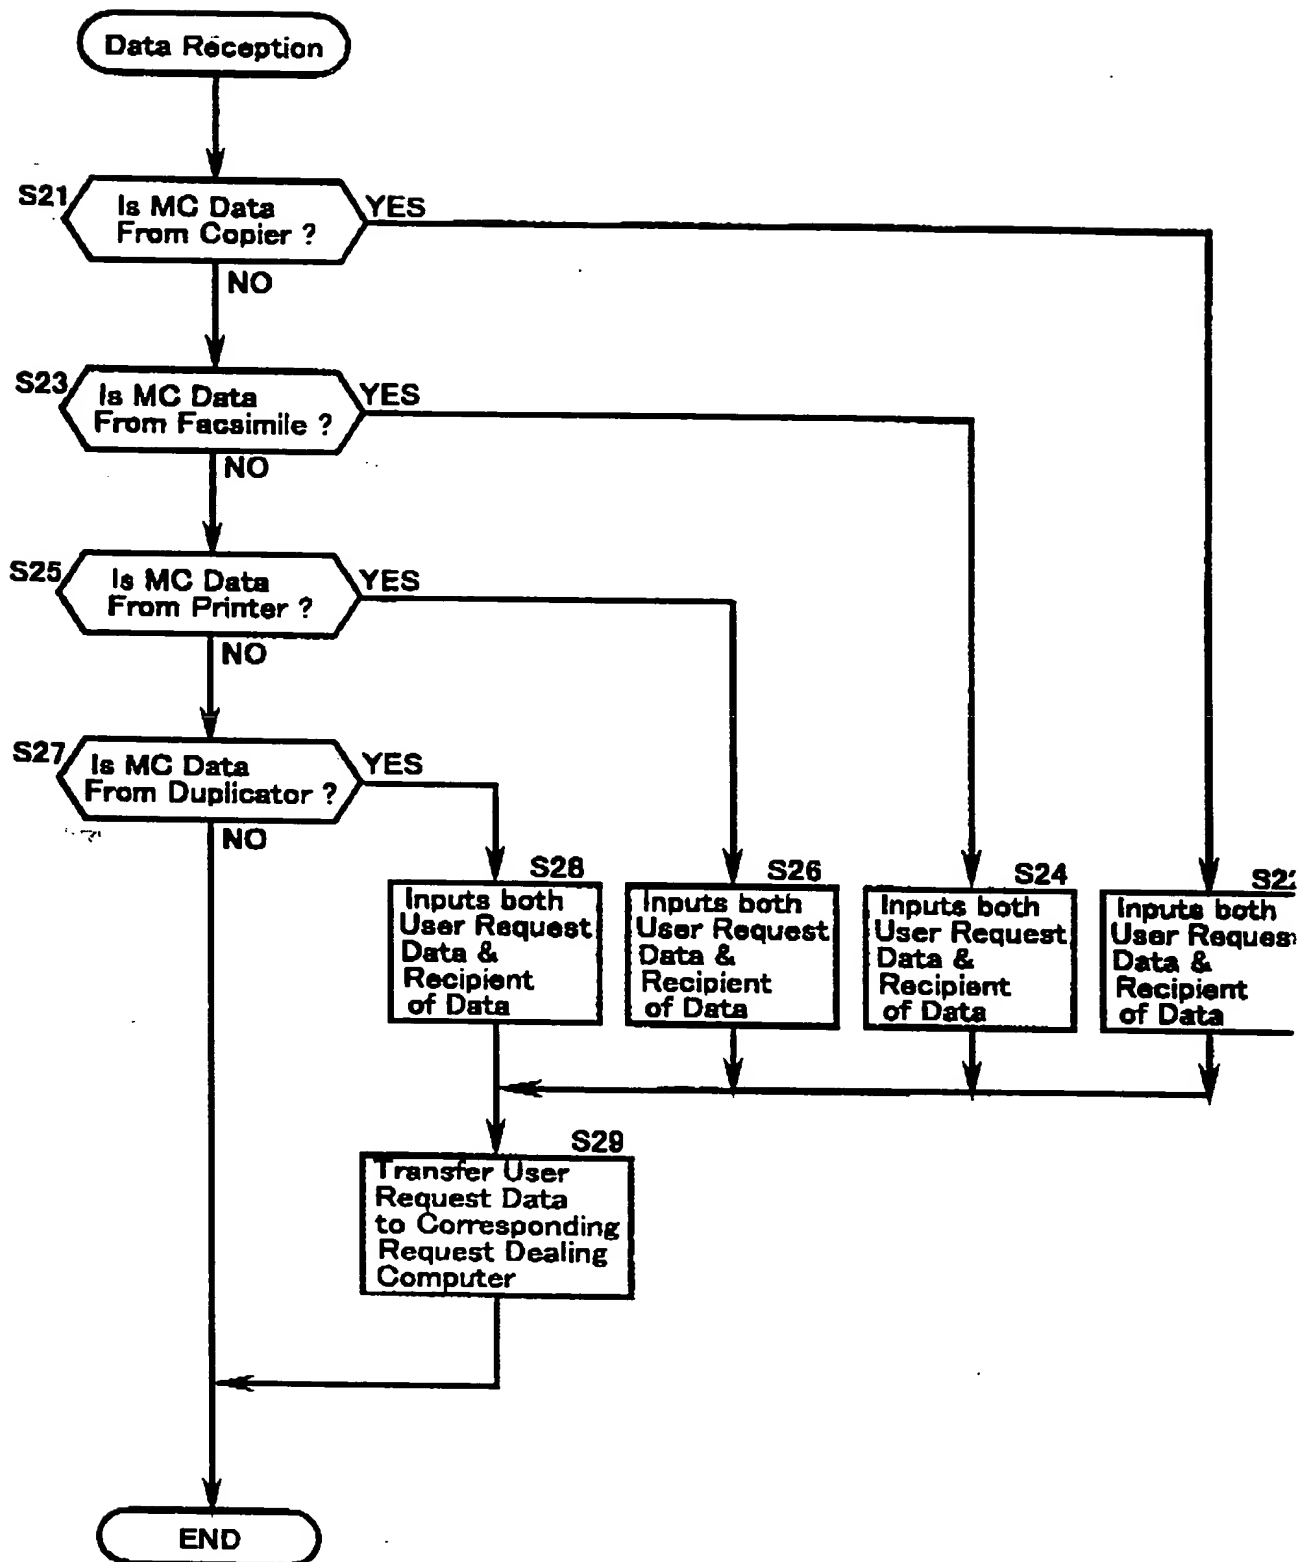 Data Reception
S21
Is MC Data
From Copier ?
YES
NO
S23
Is MC Data
From Facsimile ?
YES
NO
S25
Is MC Data
From Printer ?
YES
NO
S27
Is MC Data
From Duplicator ?
YES
NO
S28
Inputs both
User Request
Data &
Recipient
of Data
S26
Inputs both
User Request
Data &
Recipient
of Data
S24
Inputs both
User Request
Data &
Recipient
of Data
Inputs both
User
Data &
Recipient
of Data
S29
Transfer User
Request Data
to Corresponding
Request Dealing
Computer
END